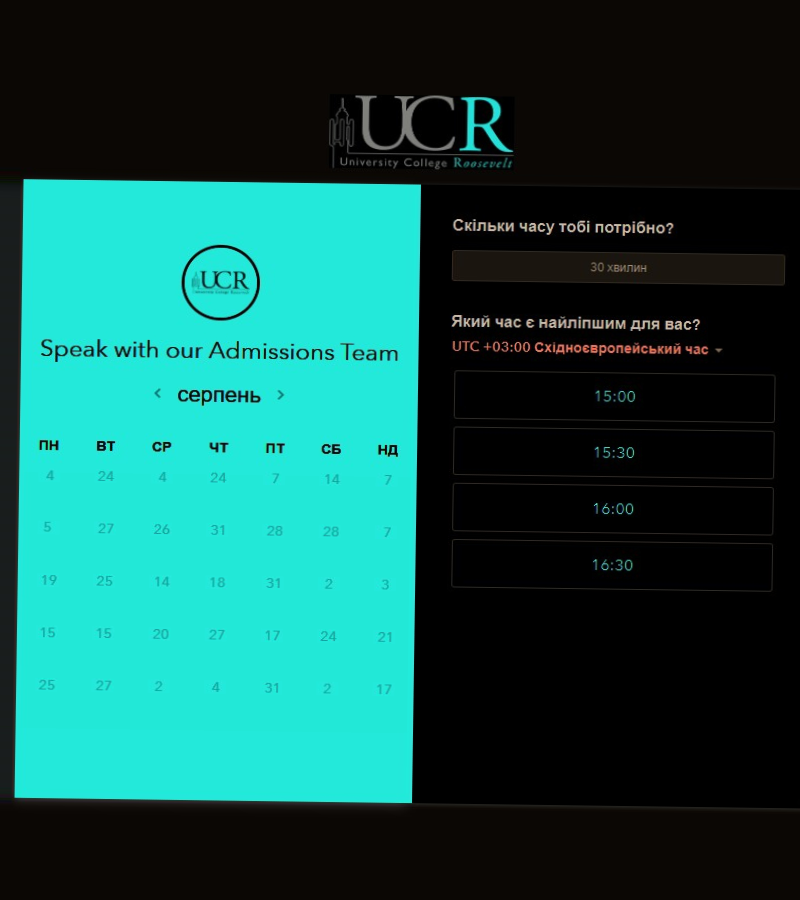 UCR
University College Roosevelt
UCR
University College Roosevelt
Speak with our Admissions Team
серпень
ПН ВТ СР ЧТ ПТ СБ НД
4 24 4 24 7 14 7
5 27 26 31 28 28 7
19 25 14 18 31 2 3
15 15 20 27 17 24 21
25 27 2 4 31 2 17
Скільки часу тобі потрібно?
30 хвилин
Який час є найліпшим для вас?
UTC +03:00 Східноєвропейський час
15:00
15:30
16:00
16:30